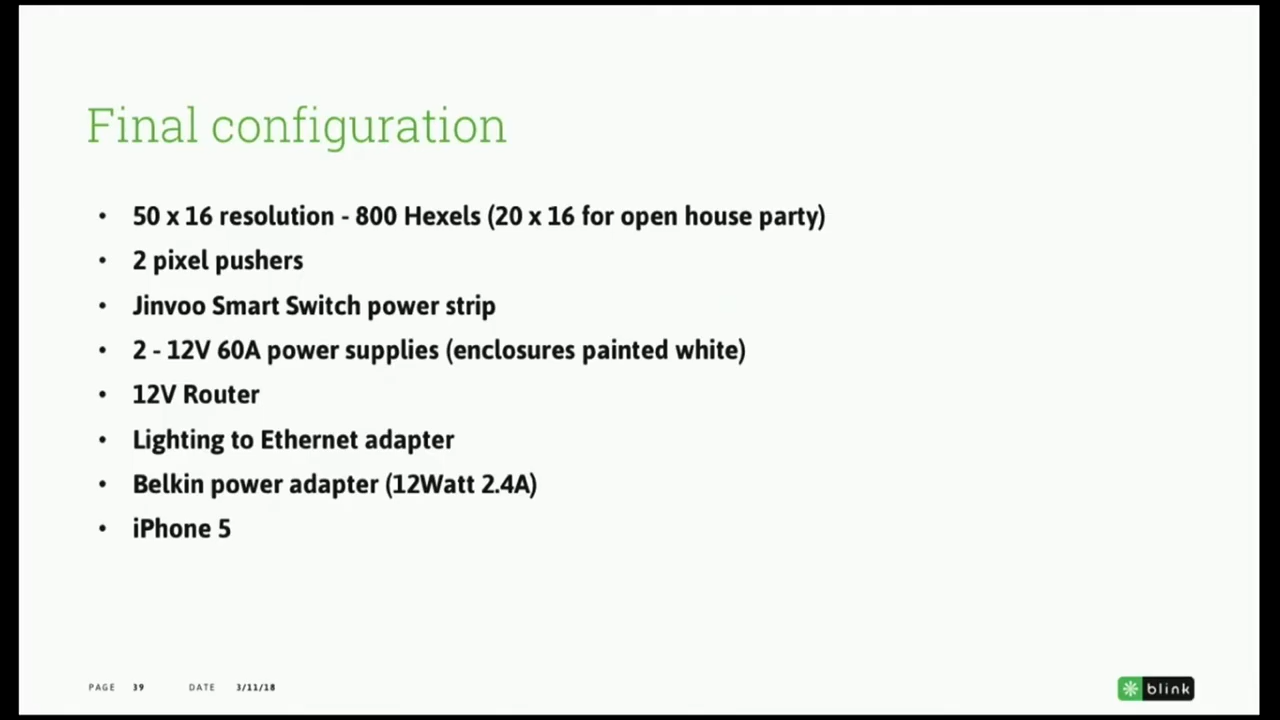 Final configuration
• 50 x 16 resolution - 800 Hexels (20 x 16 for open house party)
• 2 pixel pushers
• Jinvoo Smart Switch power strip
• 2 - 12V 60A power supplies (enclosures painted white)
• 12V Router
• Lighting to Ethernet adapter
• Belkin power adapter (12Watt 2.4A)
• iPhone 5
PAGE 39 DATE 3/11/18 blink